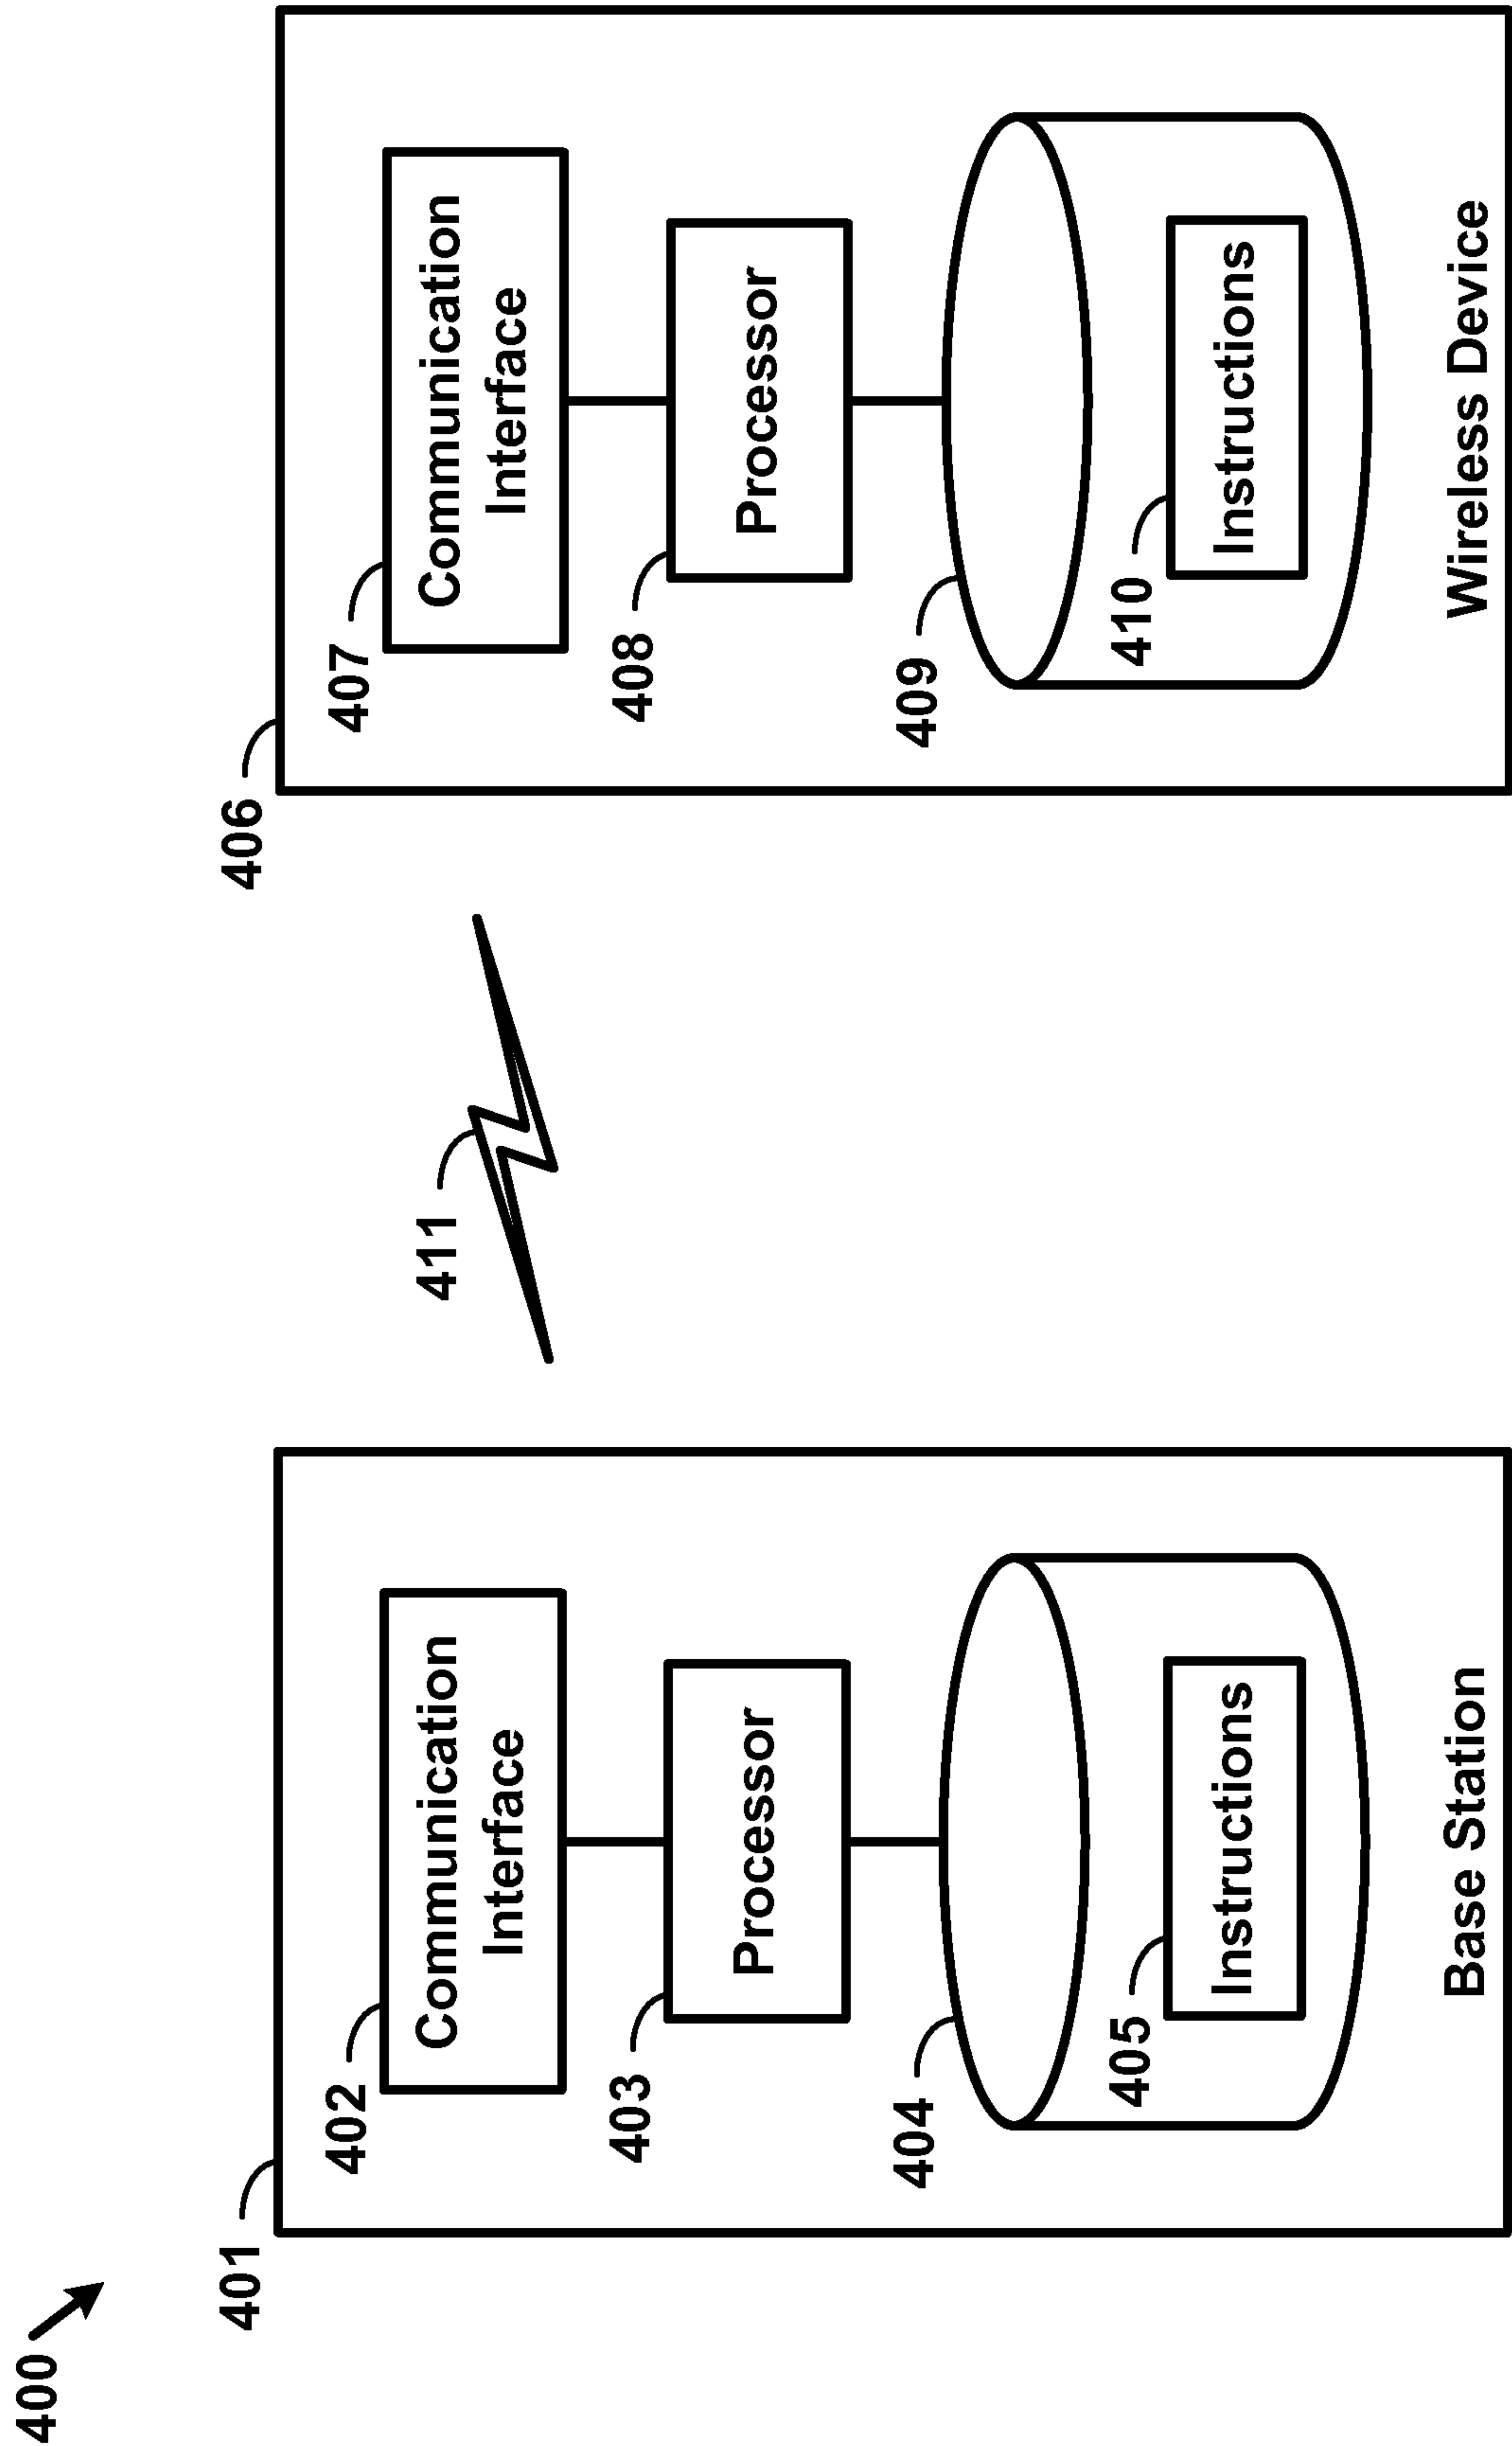 400
401
402
Communication
Interface
403
Processor
404
405
Instructions
Base Station
411
406
407
Communication
Interface
408
Processor
409
410
Instructions
Wireless Device